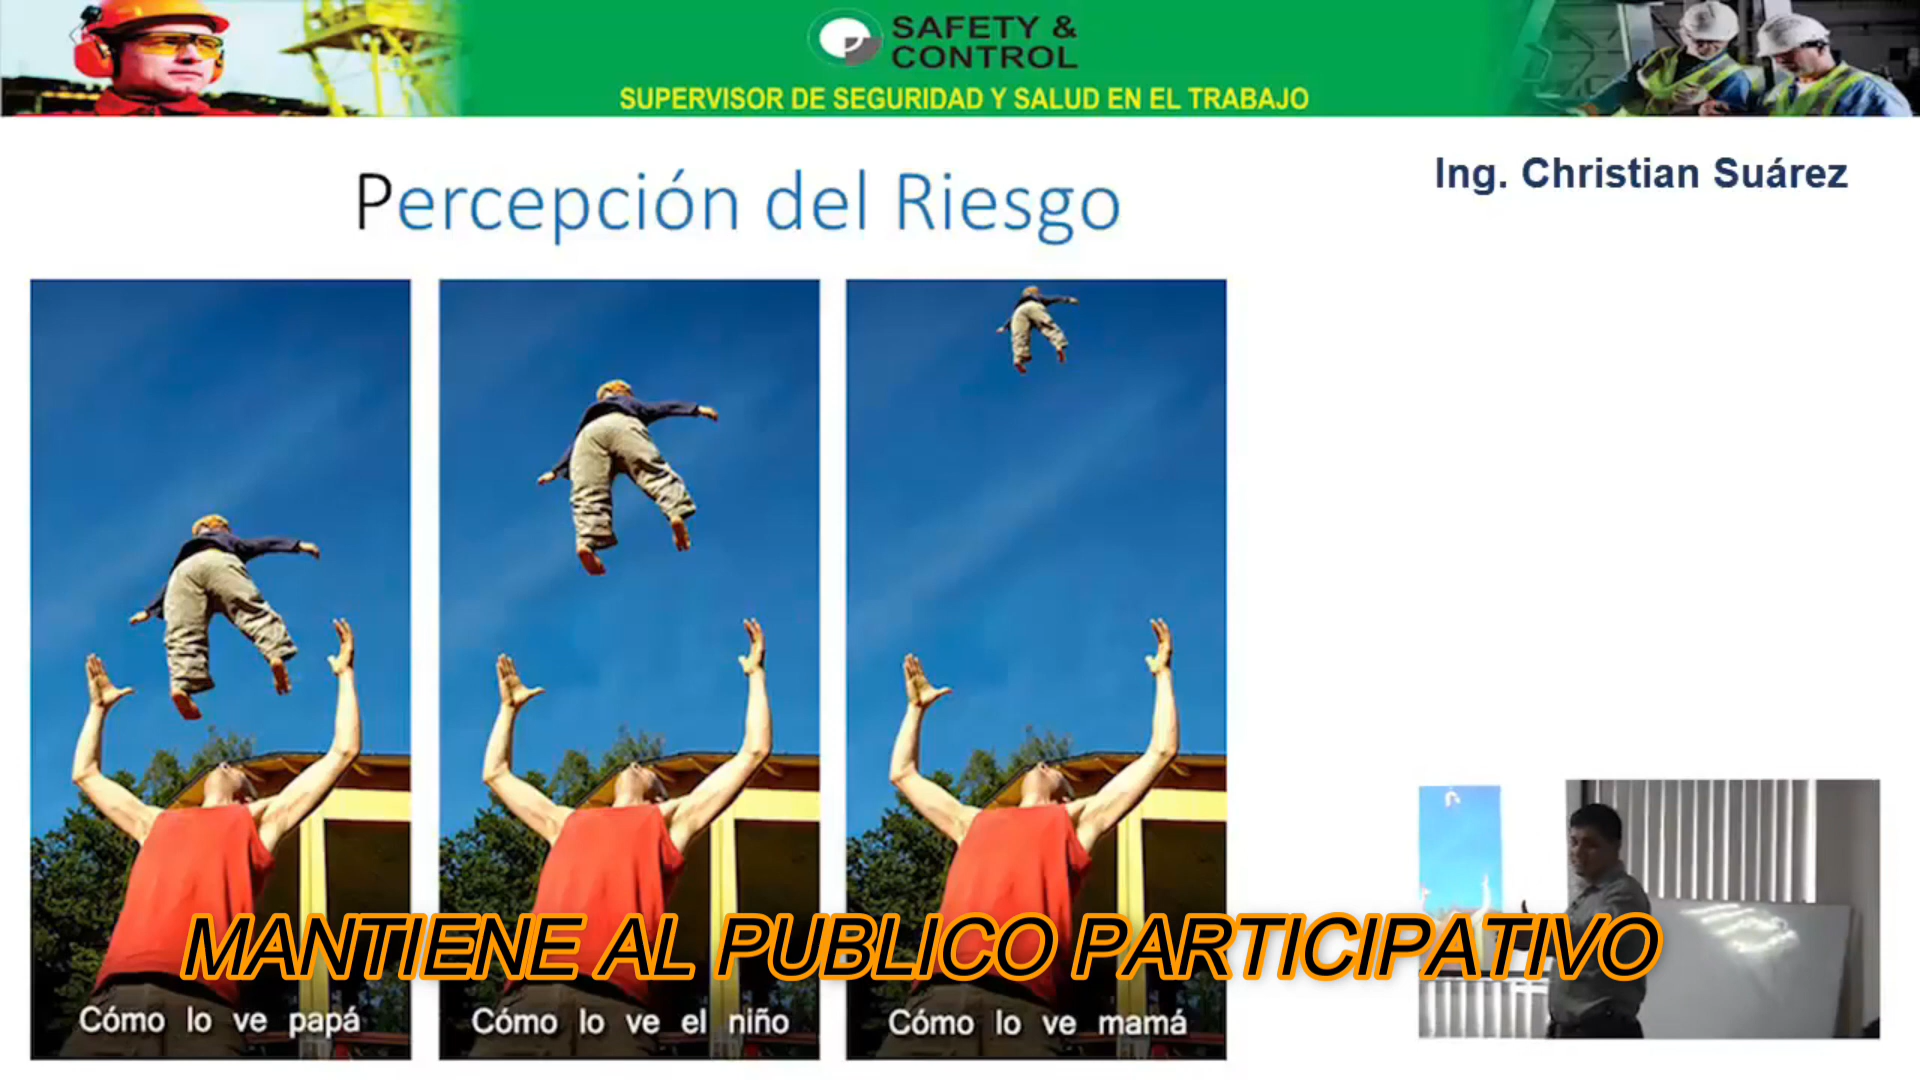 SAFETY &
CONTROL
SUPERVISOR DE SEGURIDAD Y SALUD EN EL TRABAJO
Ing. Christian Suárez
Percepción del Riesgo
MANTIENE AL PUBLICO PARTICIPATIVO
Cómo lo ve papá
Cómo lo ve el niño
Cómo lo ve mamá